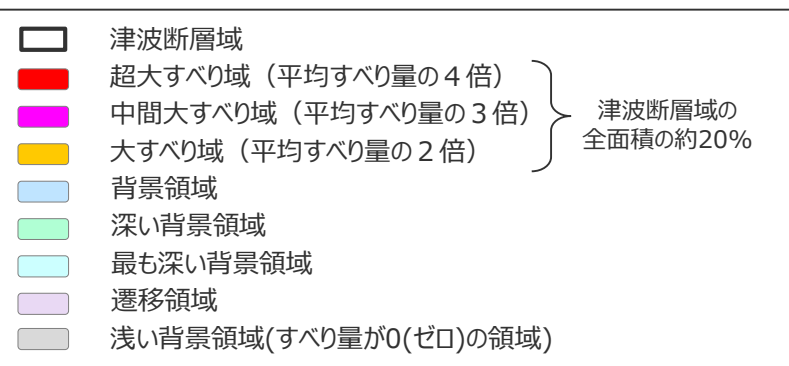 津波断層域
超大すべり域（平均すべり量の４倍）
中間大すべり域（平均すべり量の３倍）
大すべり域（平均すべり量の２倍）
津波断層域の
全面積の約20%
背景領域
深い背景領域
最も深い背景領域
遷移領域
浅い背景領域(すべり量が0(ゼロ)の領域)